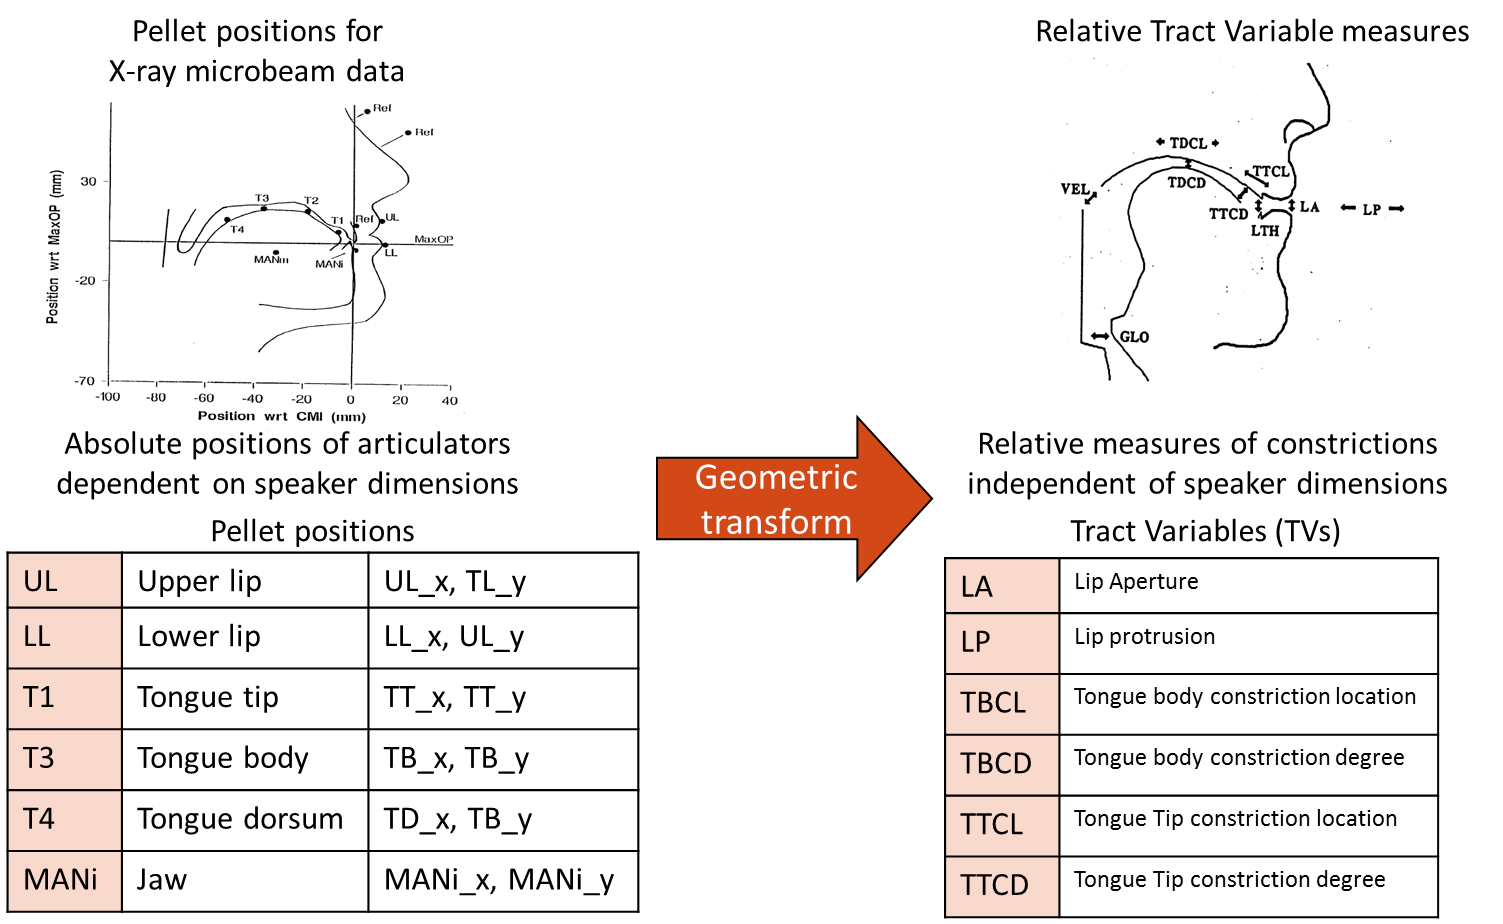 Pellet positions for
X-ray microbeam data
Ref
Ref
30
T3
T2
T1
Ref
UL
T4
MaxOP
MANm
MANi
LL
-20
-70
Position wrt MaxOP (mm)
-100 -80 -60 -40 -20 0 20 40
Position wrt CMI (mm)
Absolute positions of articulators
dependent on speaker dimensions
Pellet positions
UL Upper lip UL_x, TL_y
LL Lower lip LL_x, UL_y
T1 Tongue tip TT_x, TT_y
T3 Tongue body TB_x, TB_y
T4 Tongue dorsum TD_x, TB_y
MANi Jaw MANi_x, MANi_y
Geometric
transform
Relative Tract Variable measures
TDCL
TTCL
VEL
TDCD
TTCD
LA
LP
LTH
GLO
Relative measures of constrictions
independent of speaker dimensions
Tract Variables (TVs)
LA Lip Aperture
LP Lip protrusion
TBCL Tongue body constriction location
TBCD Tongue body constriction degree
TTCL Tongue Tip constriction location
TTCD Tongue Tip constriction degree